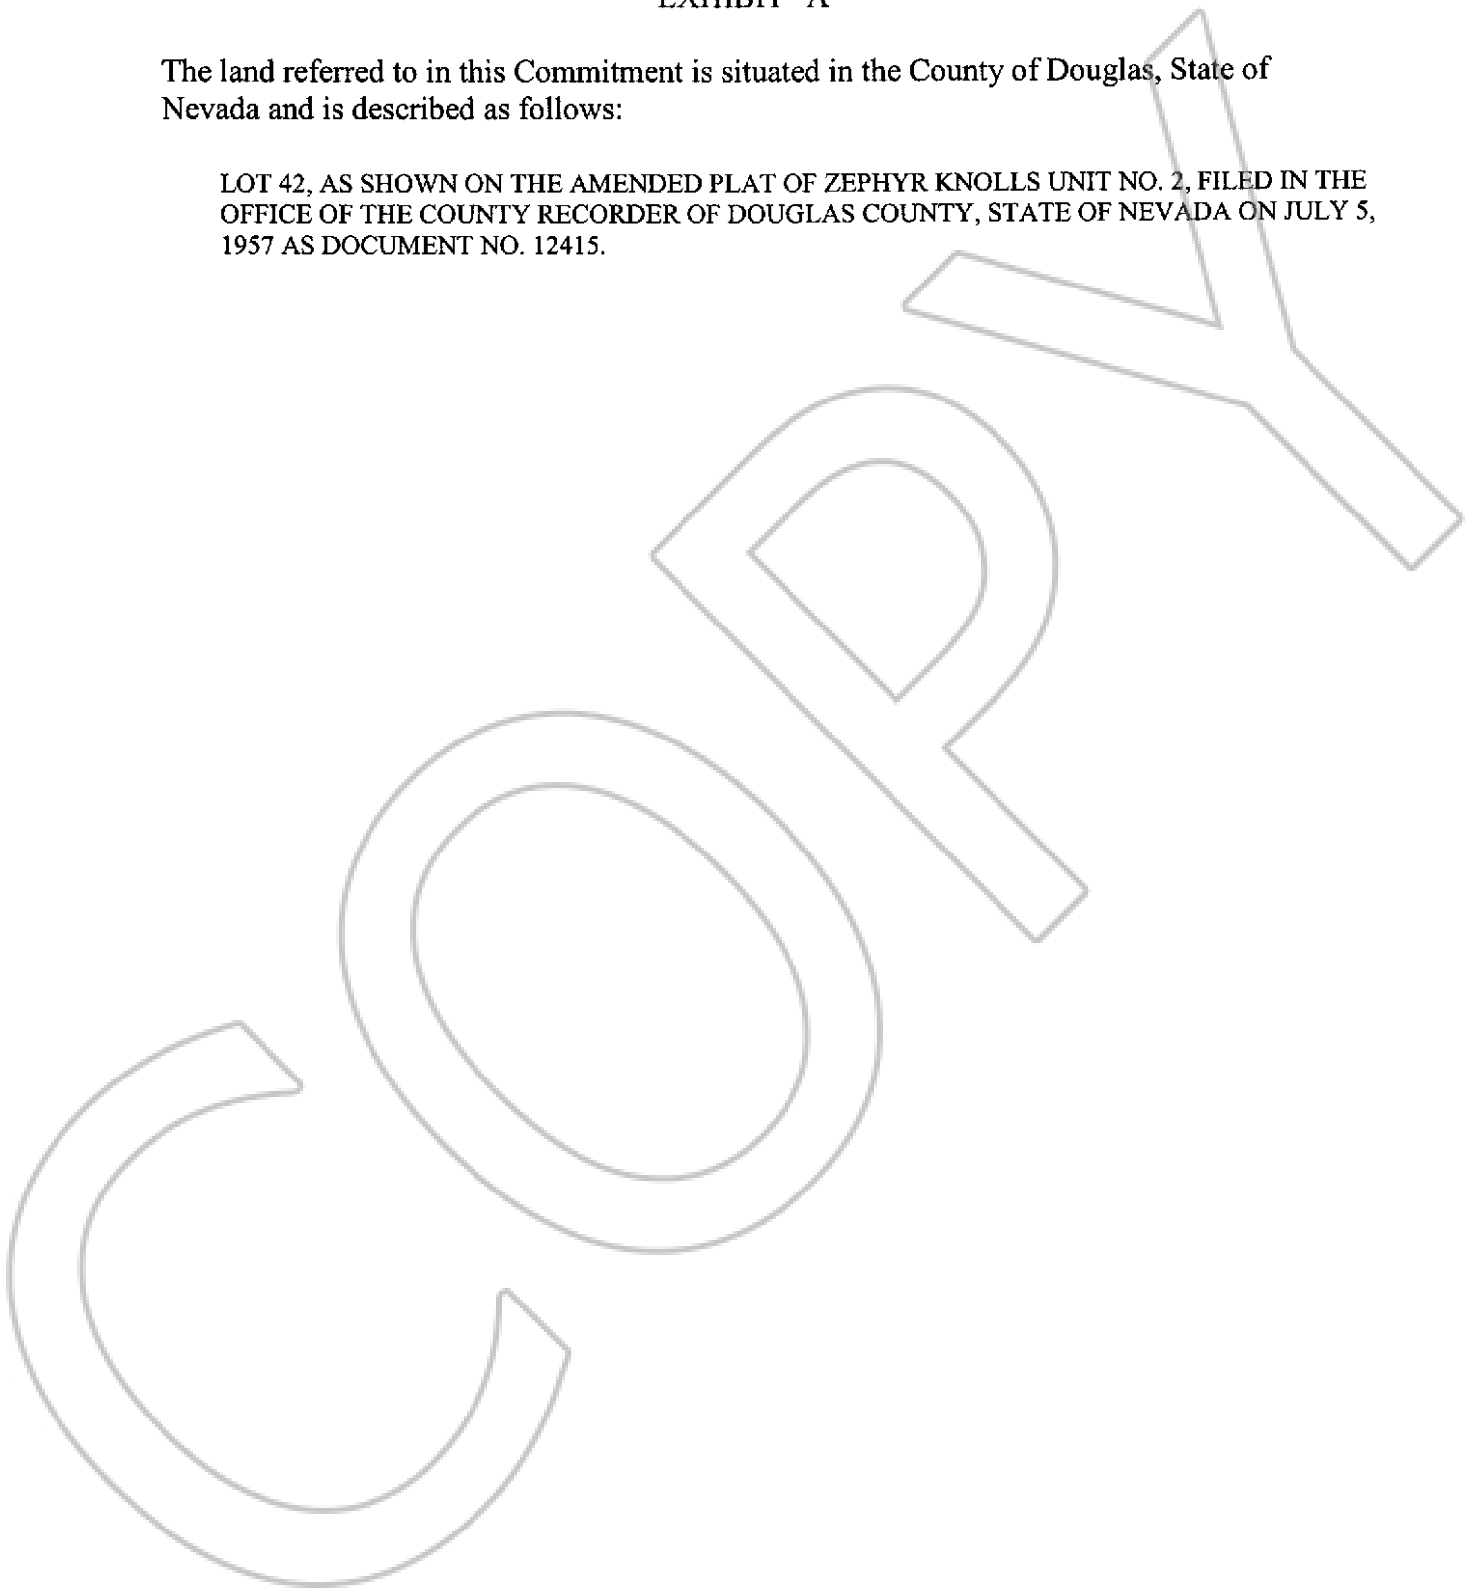 EXHIBIT "A"
The land referred to in this Commitment is situated in the County of Douglas, State of
Nevada and is described as follows:
LOT 42, AS SHOWN ON THE AMENDED PLAT OF ZEPHYR KNOLLS UNIT NO. 2, FILED IN THE
OFFICE OF THE COUNTY RECORDER OF DOUGLAS COUNTY, STATE OF NEVADA ON JULY 5,
1957 AS DOCUMENT NO. 12415.
COPY